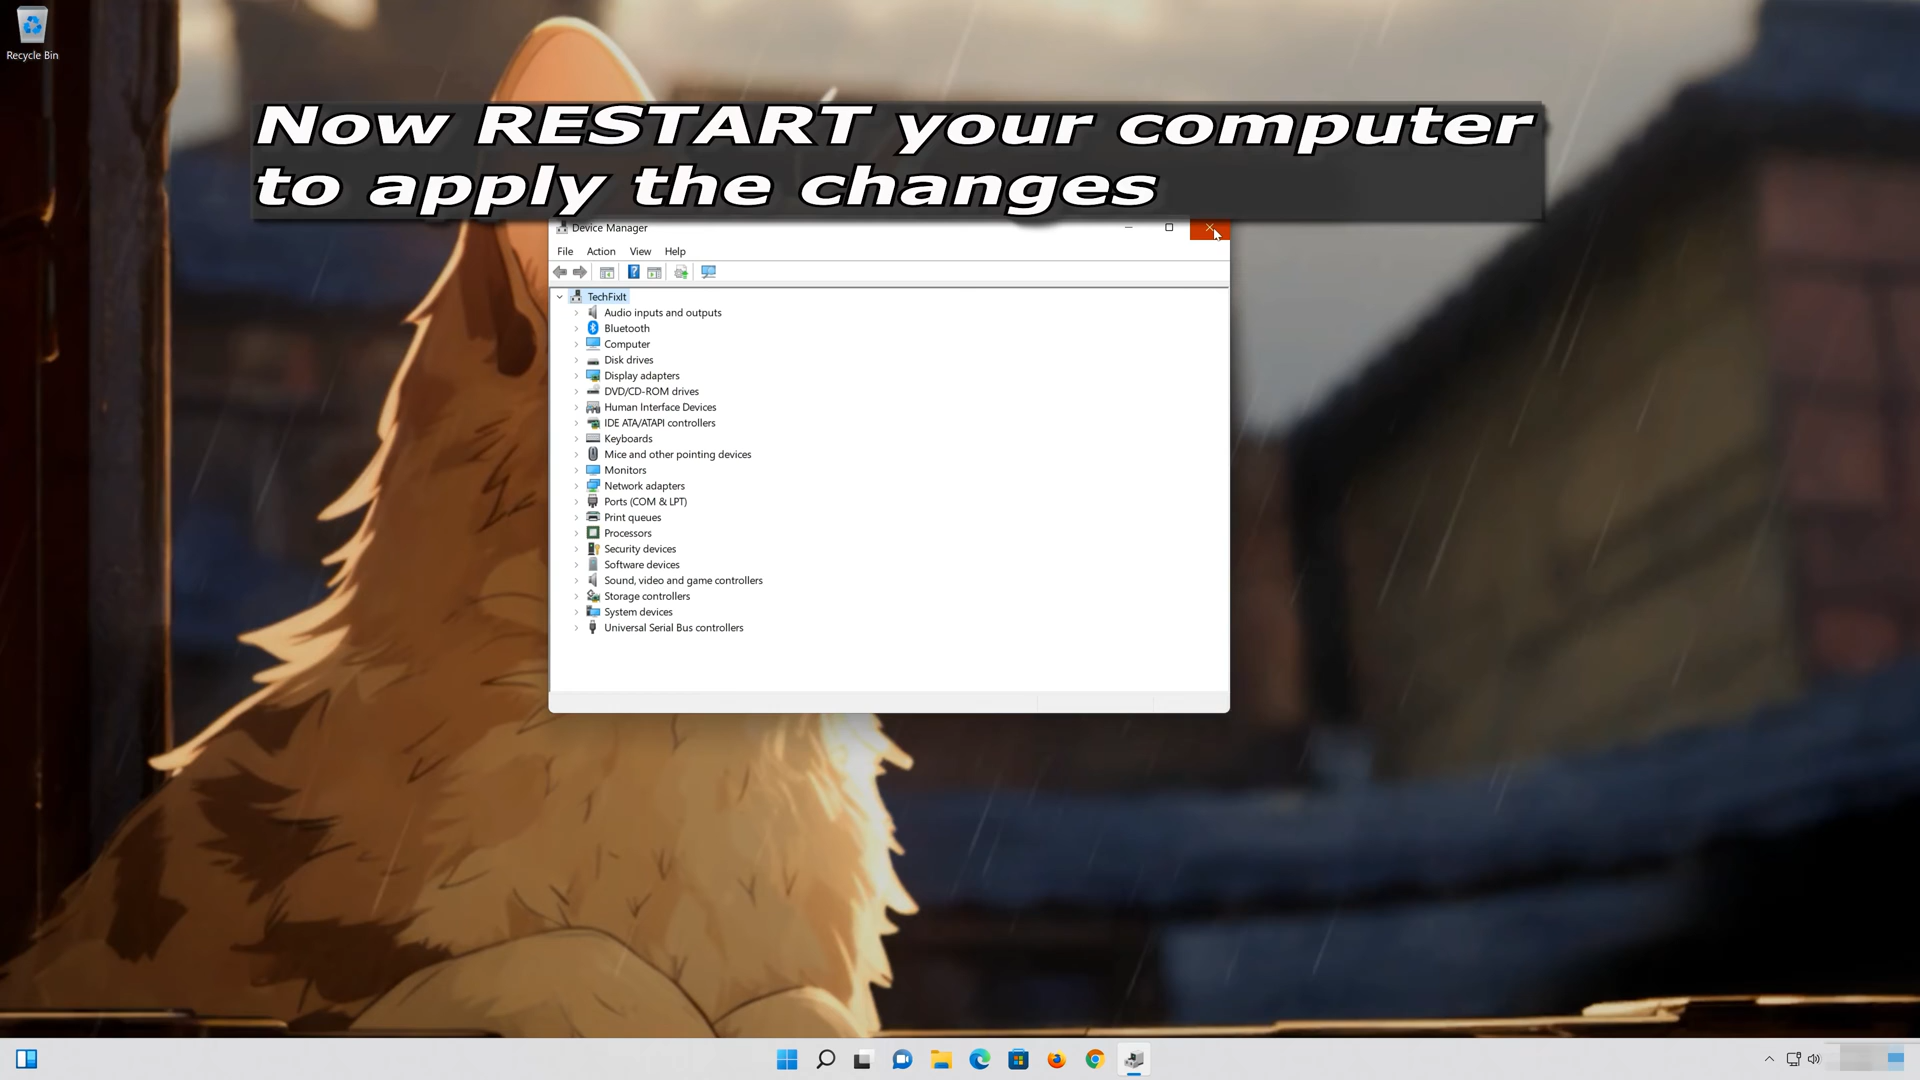 Recycle Bin
Now RESTART your computer
to apply the changes
Device Manager
File Action View Help
TechFixIt
Audio inputs and outputs
Bluetooth
Computer
Disk drives
Display adapters
DVD/CD-ROM drives
Human Interface Devices
IDE ATA/ATAPI controllers
Keyboards
Mice and other pointing devices
Monitors
Network adapters
Ports (COM & LPT)
Print queues
Processors
Security devices
Software devices
Sound, video and game controllers
Storage controllers
System devices
Universal Serial Bus controllers